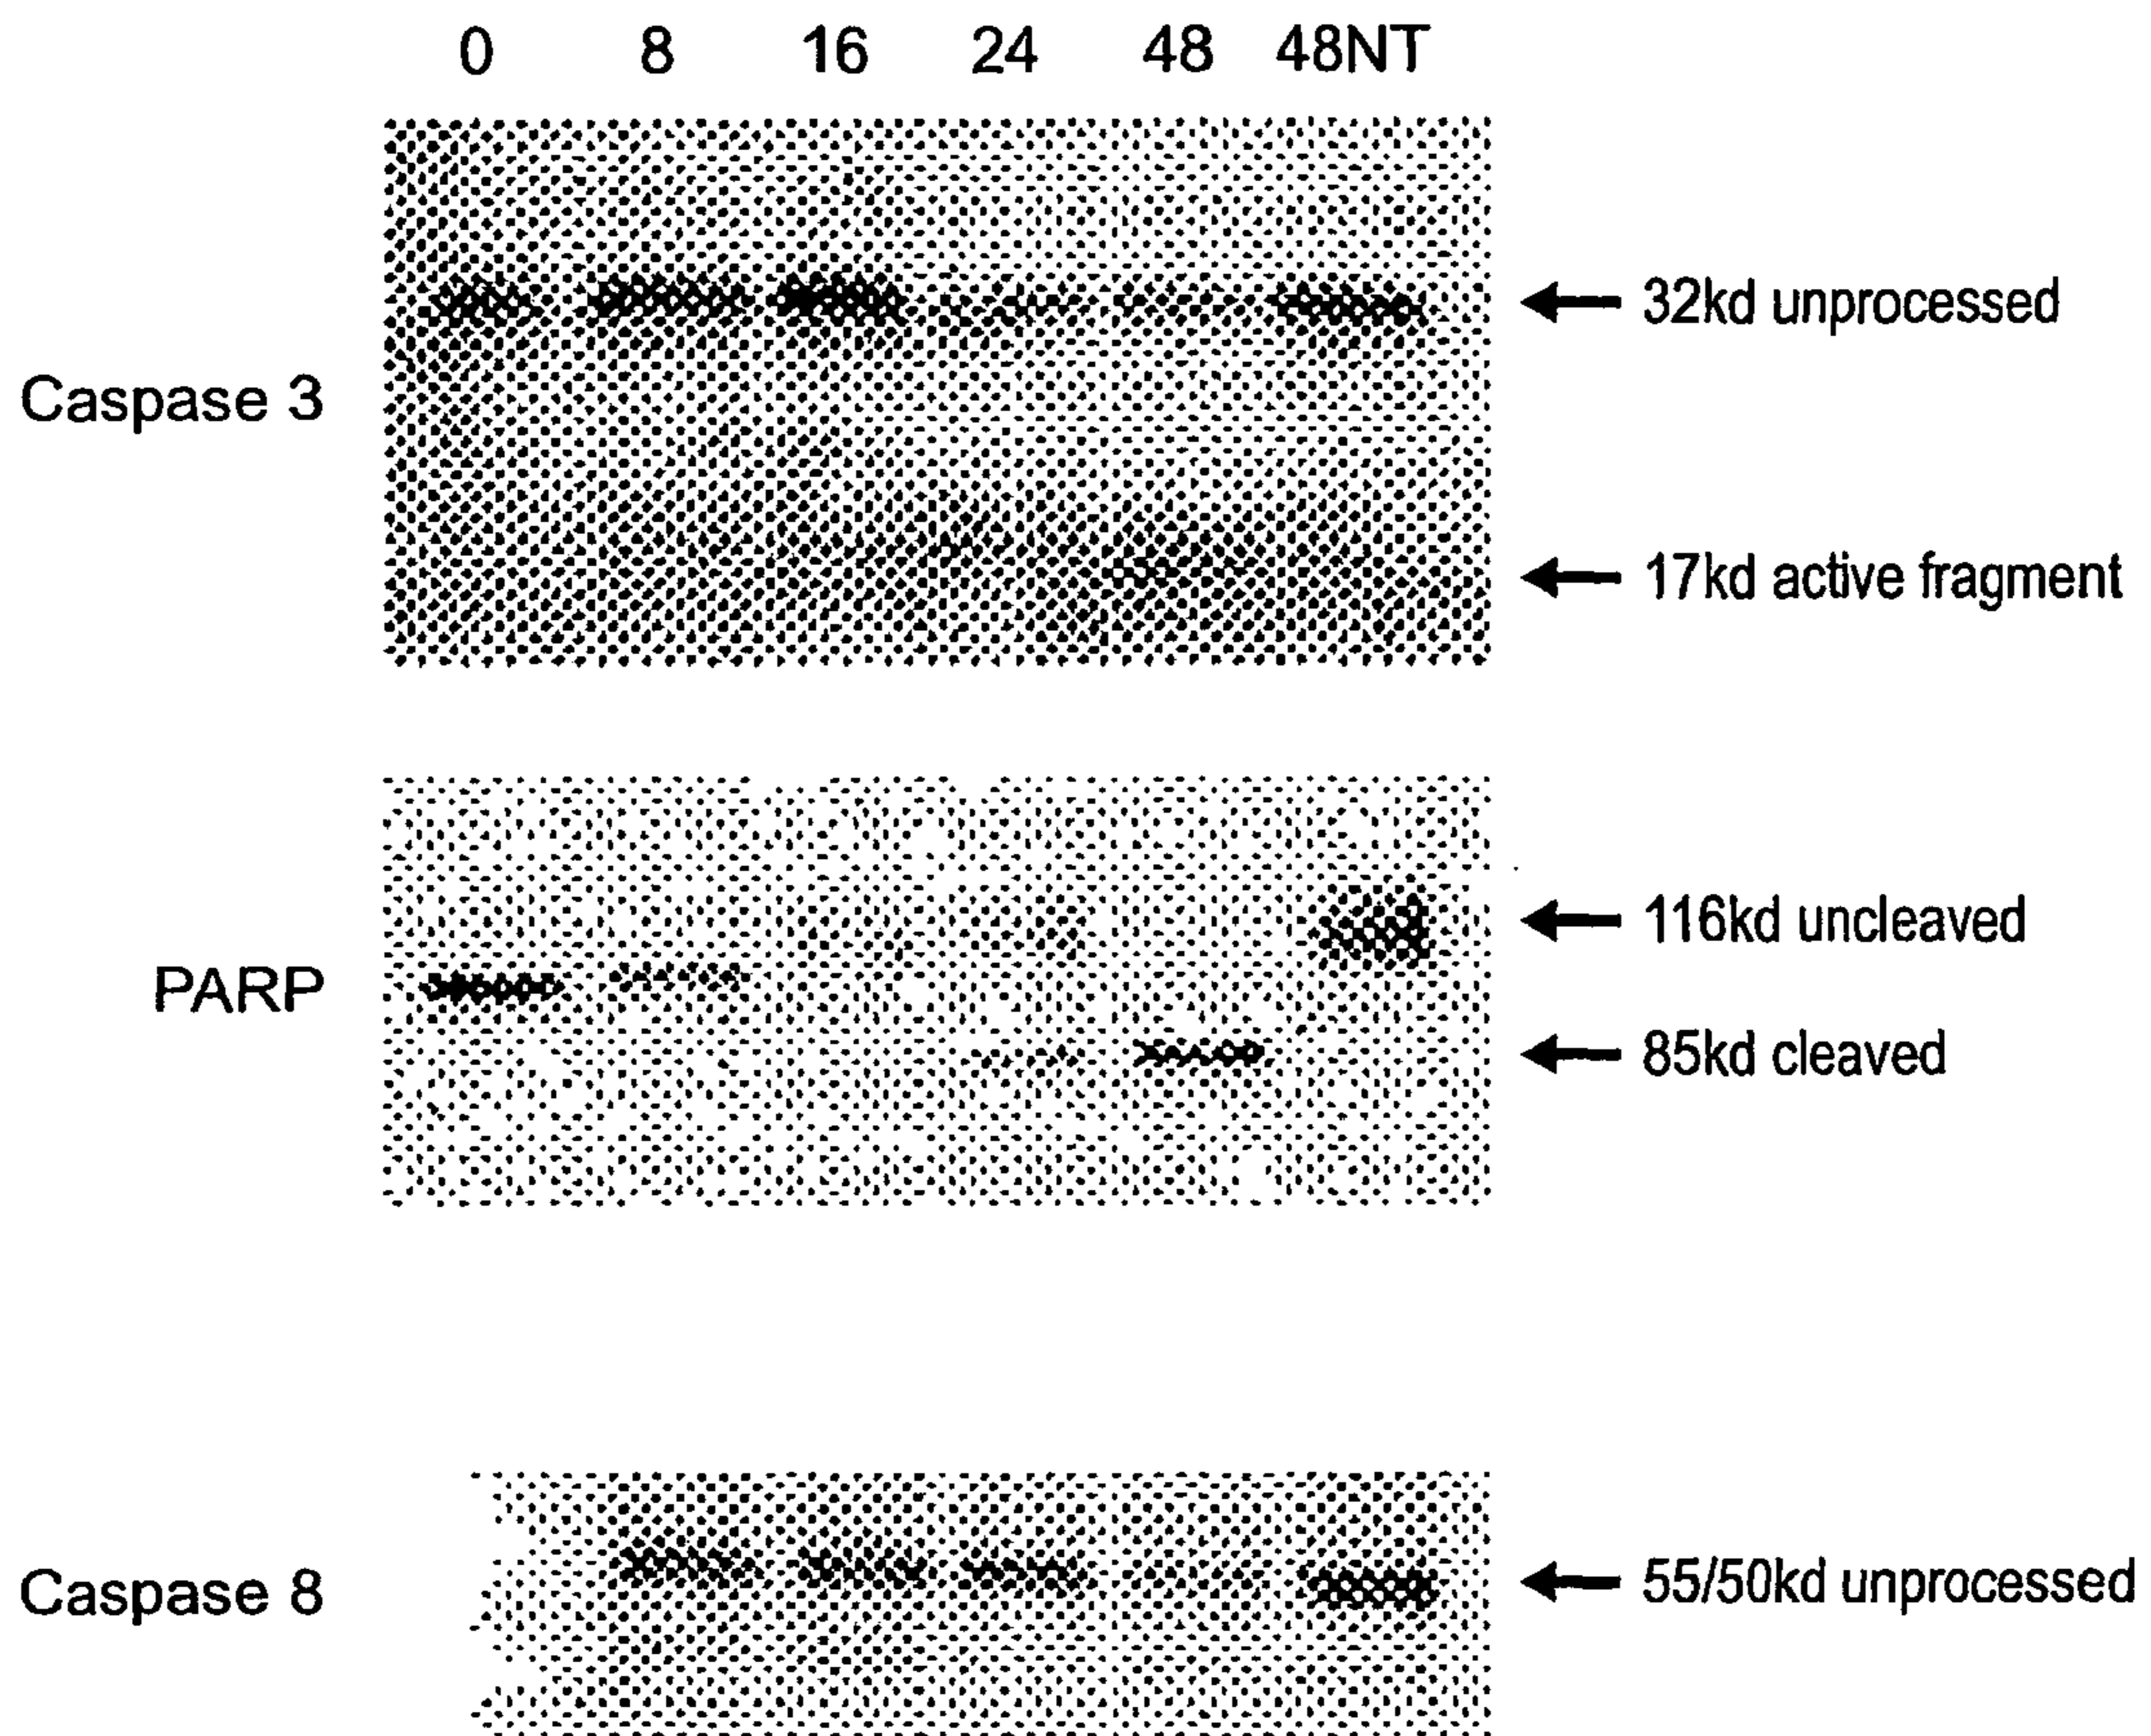 0 8 16 24 48 48NT
32kd unprocessed
Caspase 3
17kd active fragment
116kd uncleaved
PARP
85kd cleaved
Caspase 8
55/50kd unprocessed